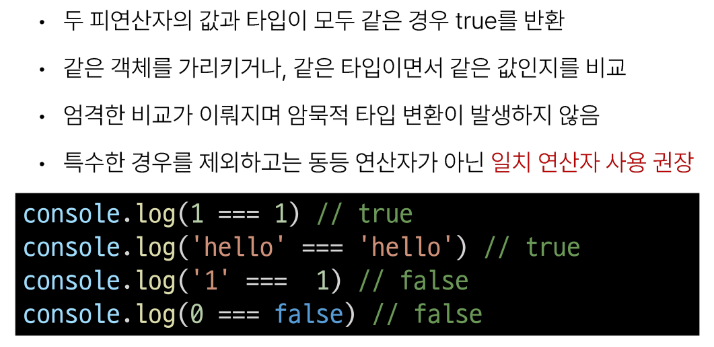 • 두 피연산자의 값과 타입이 모두 같은 경우 true를 반환
• 같은 객체를 가리키거나, 같은 타입이면서 같은 값인지를 비교
• 엄격한 비교가 이뤄지며 암묵적 타입 변환이 발생하지 않음
• 특수한 경우를 제외하고는 동등 연산자가 아닌 일치 연산자 사용 권장
console.log(1 === 1) // true
console.log('hello' === 'hello') // true
console.log('1' ===  1) // false
console.log(0 === false) // false